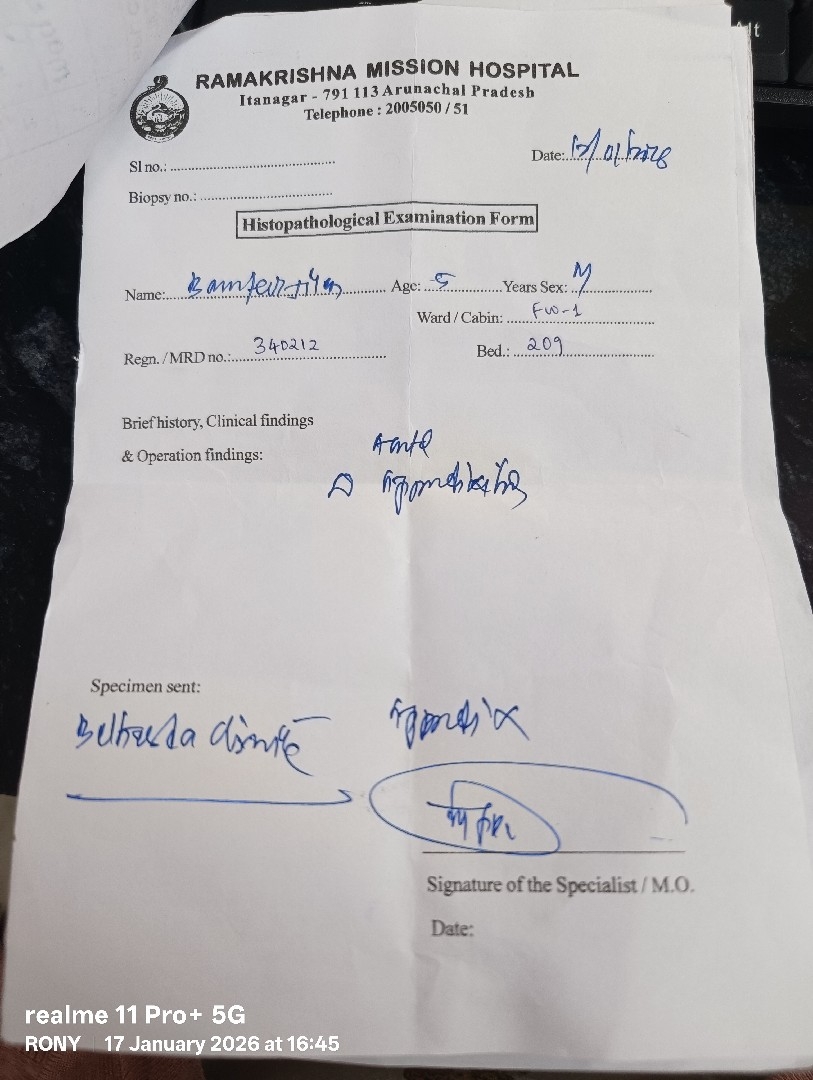 RAMAKRISHNA MISSION HOSPITAL
Itanagar - 791 113 Arunachal Pradesh
Telephone : 2005050 / 51
Sl no.:
Date: /01/2026
Biopsy no.:
Histopathological Examination Form
Name: Age: 5 Years Sex: M
Ward / Cabin: FW-1
Regn. / MRD no.: 340212 Bed.: 209
Brief history, Clinical findings
& Operation findings:
Acute
Δ Appendicitis
Specimen sent:
Appendix
Signature of the Specialist / M.O.
Date:
realme 11 Pro+ 5G
RONY 17 January 2026 at 16:45
lt